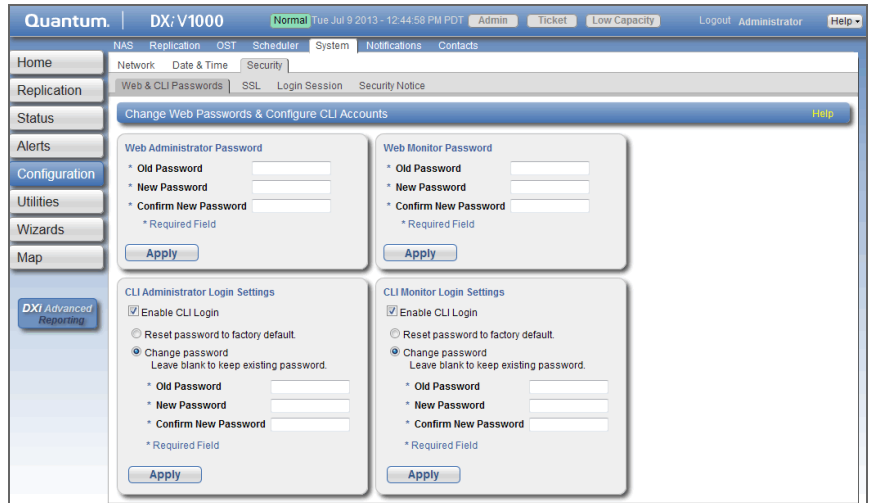 Quantum. DXi V1000 Normal Tue Jul 9 2013 - 12:44:58 PM PDT Admin Ticket Low Capacity Logout Administrator Help
NAS Replication OST Scheduler System Notifications Contacts
Network Date & Time Security
Web & CLI Passwords SSL Login Session Security Notice
Home
Replication
Status
Alerts
Configuration
Utilities
Wizards
Map
DXi Advanced
Reporting
Change Web Passwords & Configure CLI Accounts Help
Web Administrator Password
* Old Password
* New Password
* Confirm New Password
* Required Field
Apply
Web Monitor Password
* Old Password
* New Password
* Confirm New Password
* Required Field
Apply
CLI Administrator Login Settings
Enable CLI Login
Reset password to factory default.
Change password
Leave blank to keep existing password.
* Old Password
* New Password
* Confirm New Password
* Required Field
Apply
CLI Monitor Login Settings
Enable CLI Login
Reset password to factory default.
Change password
Leave blank to keep existing password.
* Old Password
* New Password
* Confirm New Password
* Required Field
Apply